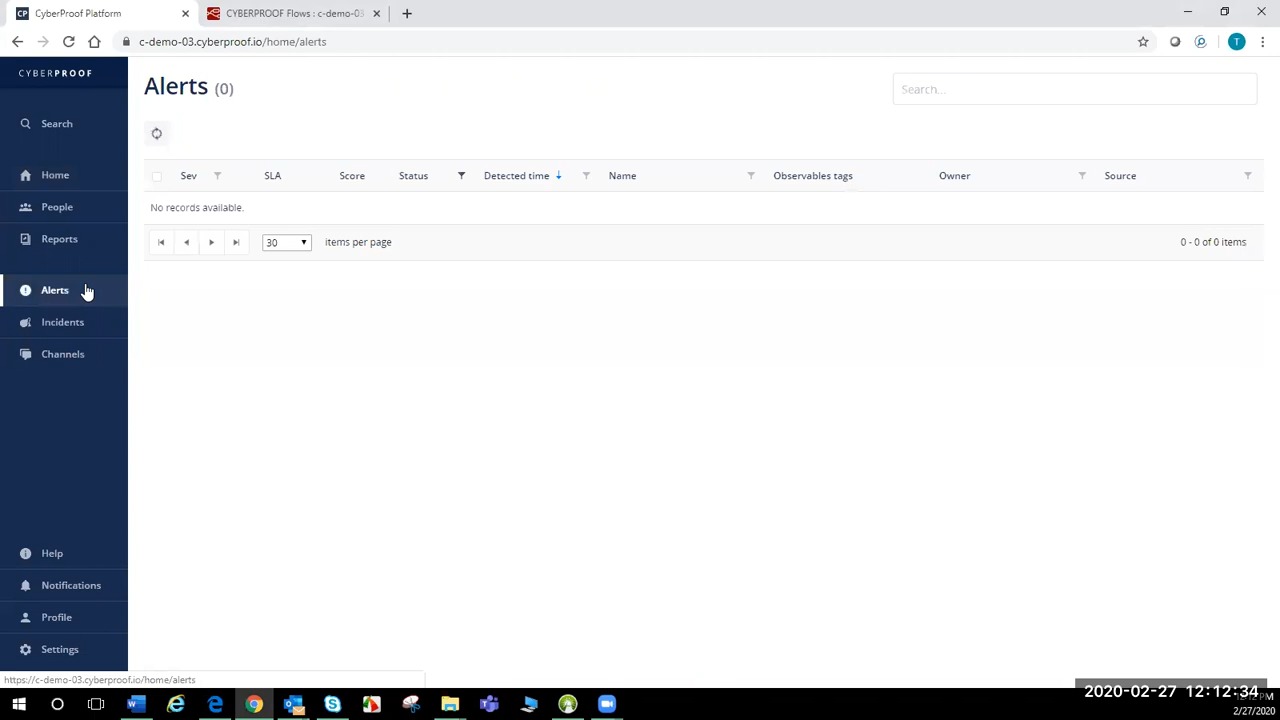 CyberProof Platform
CYBERPROOF Flows : c-demo-03
c-demo-03.cyberproof.io/home/alerts
T
CYBERPROOF
Search
Home
People
Reports
Alerts
Incidents
Channels
Help
Notifications
Profile
Settings
Alerts (0)
Search...
Sev SLA Score Status Detected time Name Observables tags Owner Source
No records available.
30 items per page 0 - 0 of 0 items
https://c-demo-03.cyberproof.io/home/alerts
2020-02-27 12:12:34
2/27/2020